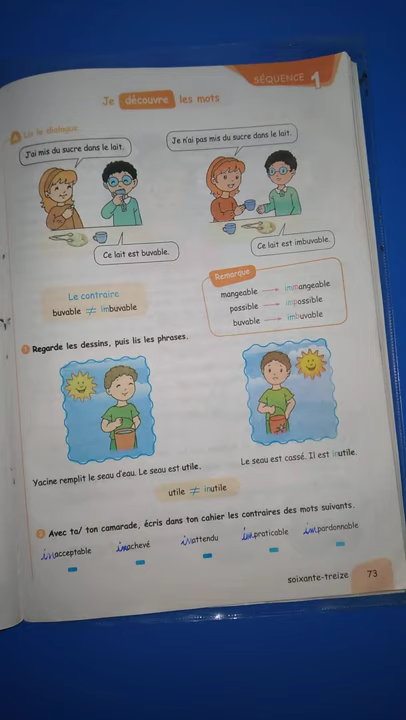 SÉQUENCE 1
Je découvre les mots
Lis le dialogue
J'ai mis du sucre dans le lait.
Je n'ai pas mis du sucre dans le lait.
Ce lait est buvable.
Ce lait est imbuvable.
Le contraire
buvable ≠ imbuvable
Remarque
mangeable → immangeable
possible → impossible
buvable → imbuvable
1 Regarde les dessins, puis lis les phrases.
Yacine remplit le seau d'eau. Le seau est utile.
Le seau est cassé. Il est inutile.
utile ≠ inutile
2 Avec ta/ ton camarade, écris dans ton cahier les contraires des mots suivants.
inacceptable inachevé inattendu impraticable impardonnable
soixante-treize 73